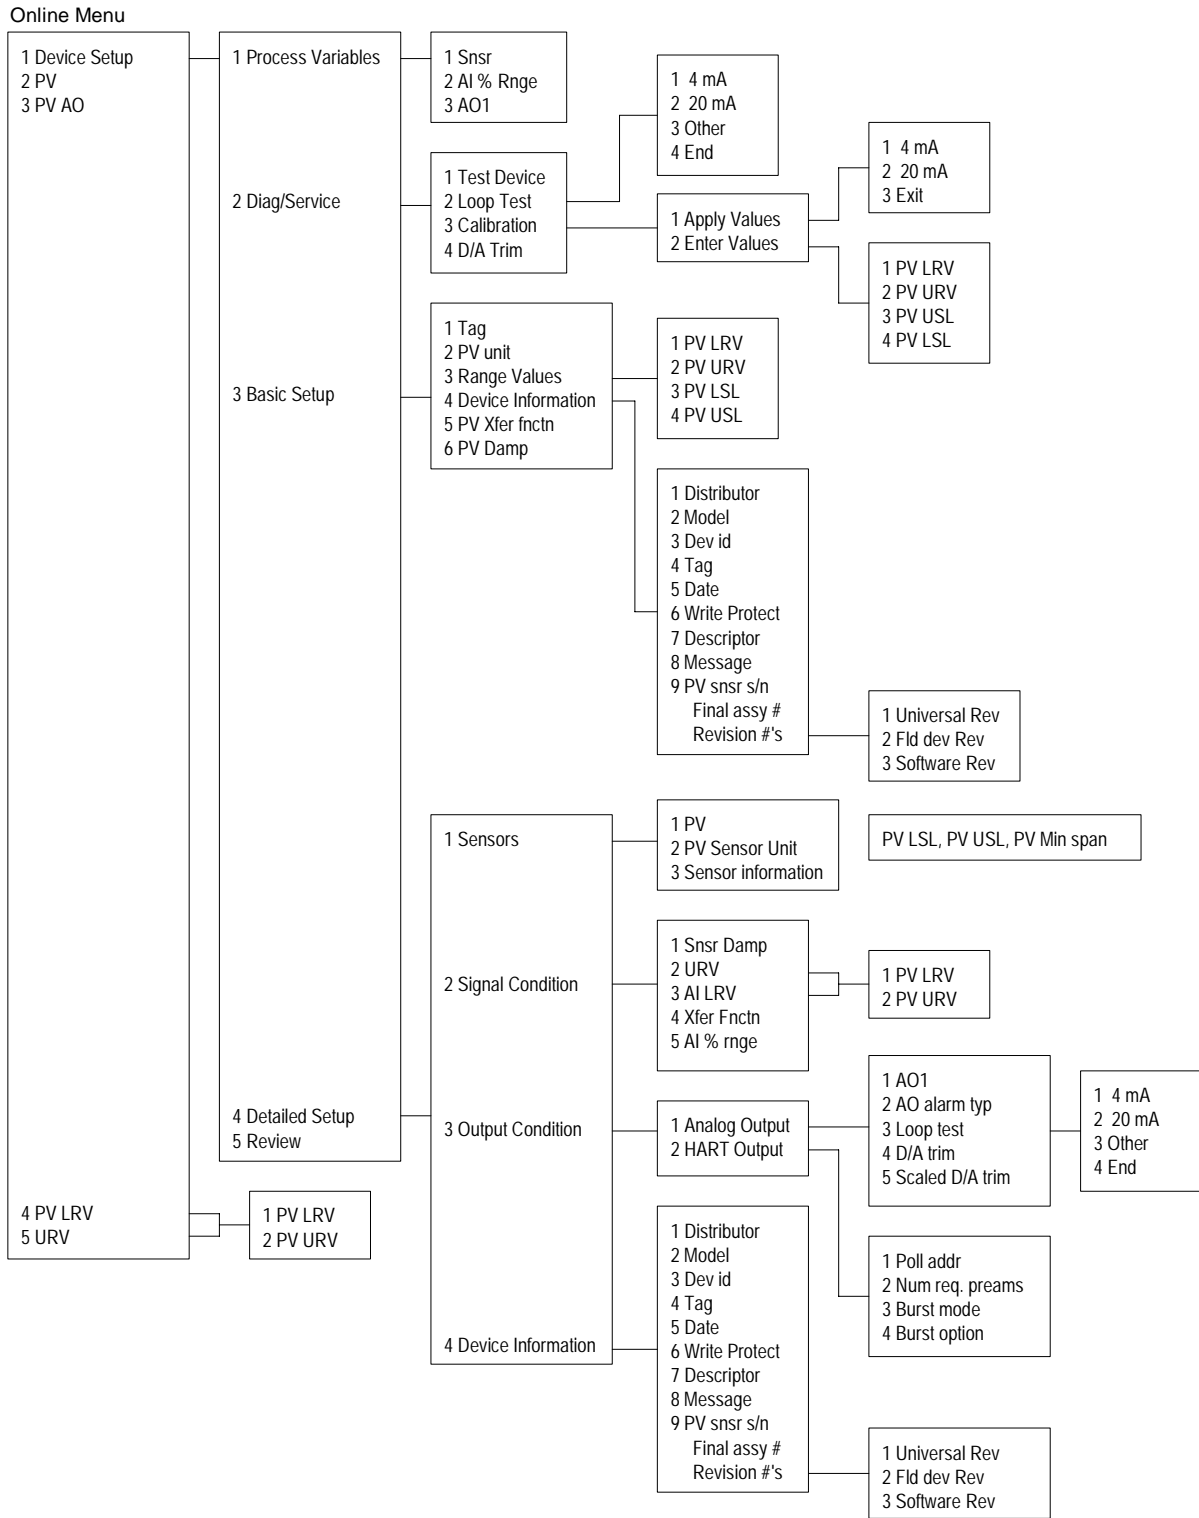 Online Menu
1 Device Setup
2 PV
3 PV AO
4 PV LRV
5 URV
1 PV LRV
2 PV URV
1 Process Variables
2 Diag/Service
3 Basic Setup
4 Detailed Setup
5 Review
1 Snsr
2 AI % Rnge
3 AO1
1 Test Device
2 Loop Test
3 Calibration
4 D/A Trim
1 4 mA
2 20 mA
3 Other
4 End
1 Apply Values
2 Enter Values
1 4 mA
2 20 mA
3 Exit
1 PV LRV
2 PV URV
3 PV USL
4 PV LSL
1 Tag
2 PV unit
3 Range Values
4 Device Information
5 PV Xfer fnctn
6 PV Damp
1 PV LRV
2 PV URV
3 PV LSL
4 PV USL
1 Distributor
2 Model
3 Dev id
4 Tag
5 Date
6 Write Protect
7 Descriptor
8 Message
9 PV snsr s/n
Final assy #
Revision #'s
1 Universal Rev
2 Fld dev Rev
3 Software Rev
1 Sensors
2 Signal Condition
3 Output Condition
4 Device Information
1 PV
2 PV Sensor Unit
3 Sensor information
PV LSL, PV USL, PV Min span
1 Snsr Damp
2 URV
3 AI LRV
4 Xfer Fnctn
5 AI % rnge
1 PV LRV
2 PV URV
1 Analog Output
2 HART Output
1 AO1
2 AO alarm typ
3 Loop test
4 D/A trim
5 Scaled D/A trim
1 4 mA
2 20 mA
3 Other
4 End
1 Poll addr
2 Num req. preams
3 Burst mode
4 Burst option
1 Distributor
2 Model
3 Dev id
4 Tag
5 Date
6 Write Protect
7 Descriptor
8 Message
9 PV snsr s/n
Final assy #
Revision #'s
1 Universal Rev
2 Fld dev Rev
3 Software Rev